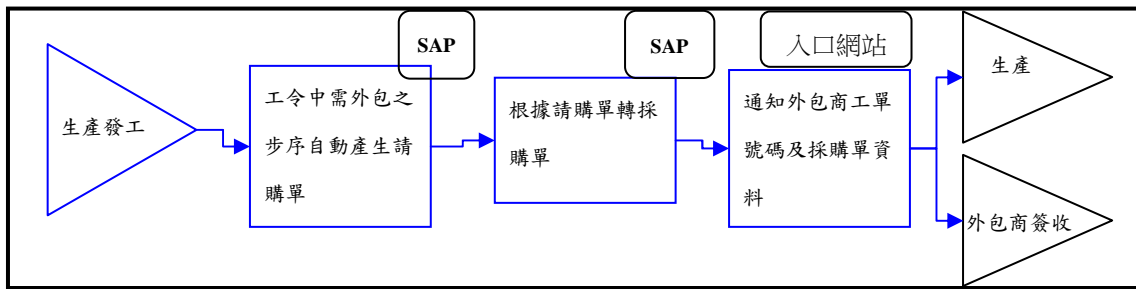 生產發工
SAP
工令中需外包之
步序自動產生請
購單
SAP
根據請購單轉採
購單
入口網站
通知外包商工單
號碼及採購單資
料
生產
外包商簽收